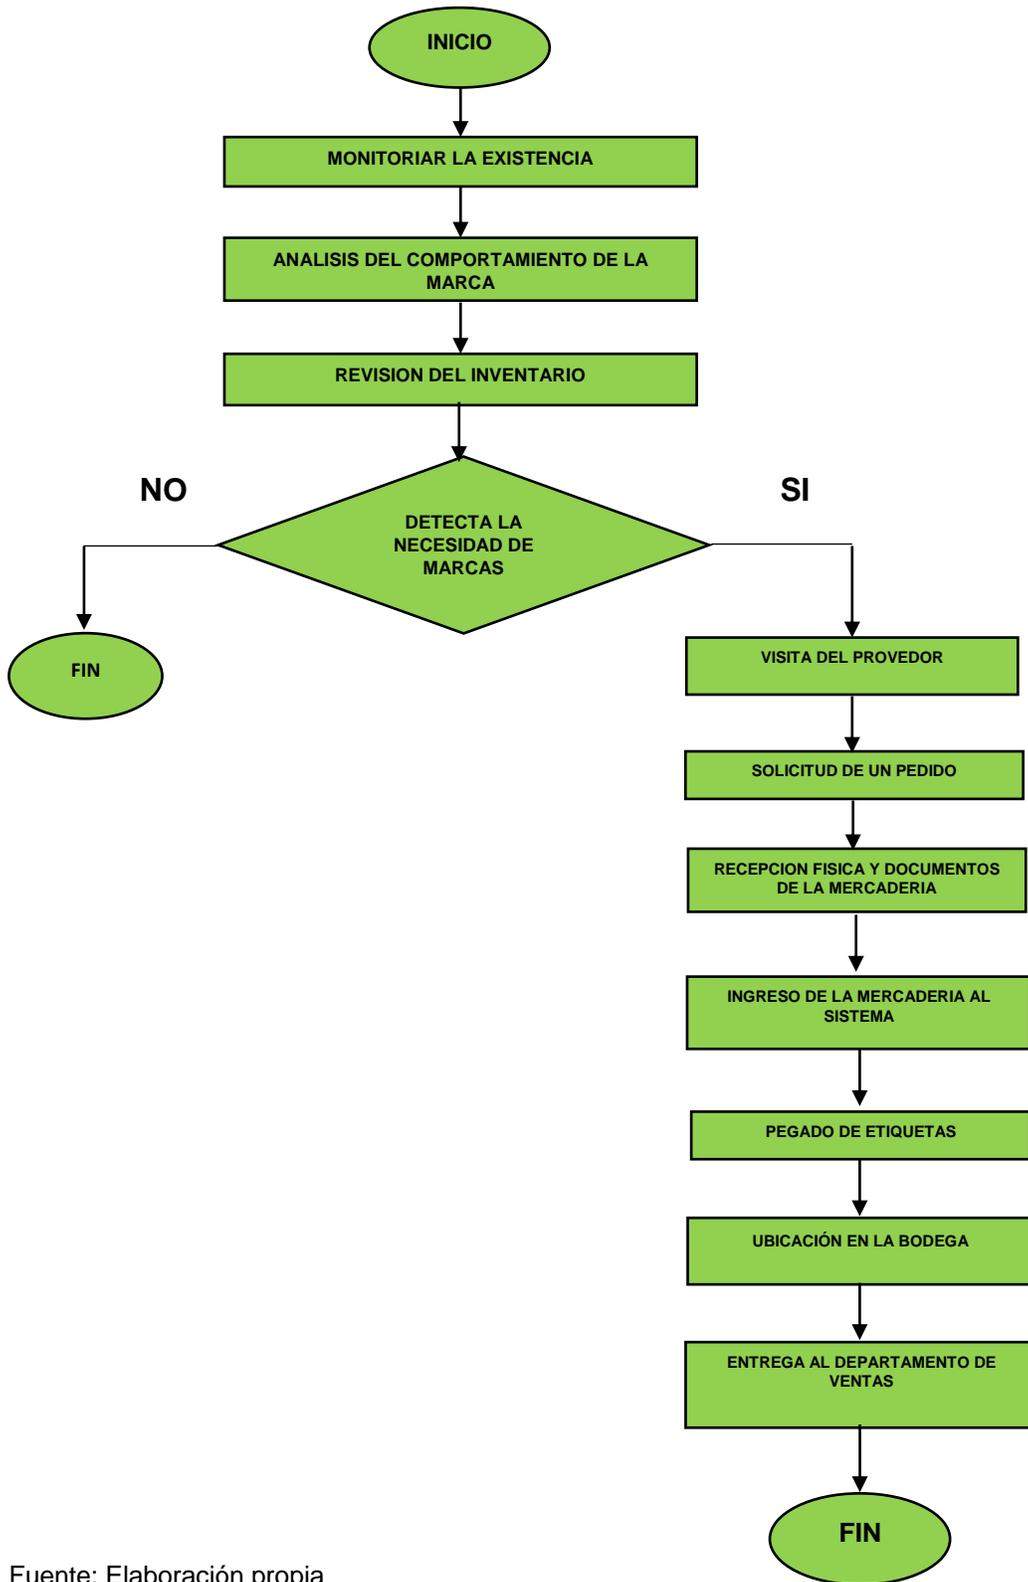 INICIO
MONITORIAR LA EXISTENCIA
ANALISIS DEL COMPORTAMIENTO DE LA
MARCA
REVISION DEL INVENTARIO
NO
SI
DETECTA LA
NECESIDAD DE
MARCAS
FIN
VISITA DEL PROVEDOR
SOLICITUD DE UN PEDIDO
RECEPCION FISICA Y DOCUMENTOS
DE LA MERCADERIA
INGRESO DE LA MERCADERIA AL
SISTEMA
PEGADO DE ETIQUETAS
UBICACIÓN EN LA BODEGA
ENTREGA AL DEPARTAMENTO DE
VENTAS
FIN
Fuente: Elaboración propia